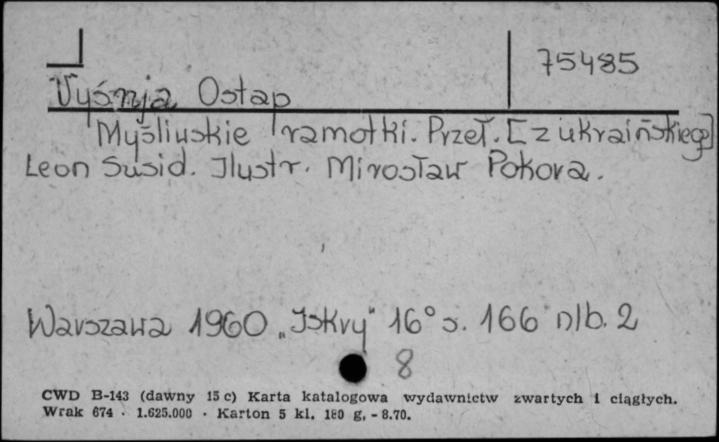 75485
Vyšnja Ostap
Myśliwskie ramotki. Przeł. [z ukraińskiego]
Leon Susid. Ilustr. Mirosław Pokora.
Warszawa 1960 „Iskry" 16° s. 166 nlb. 2
8
CWD B-143 (dawny 15 c) Karta katalogowa wydawnictw zwartych i ciągłych.
Wrak 674 · 1.625.000 · Karton 5 kl. 180 g. - 8.70.